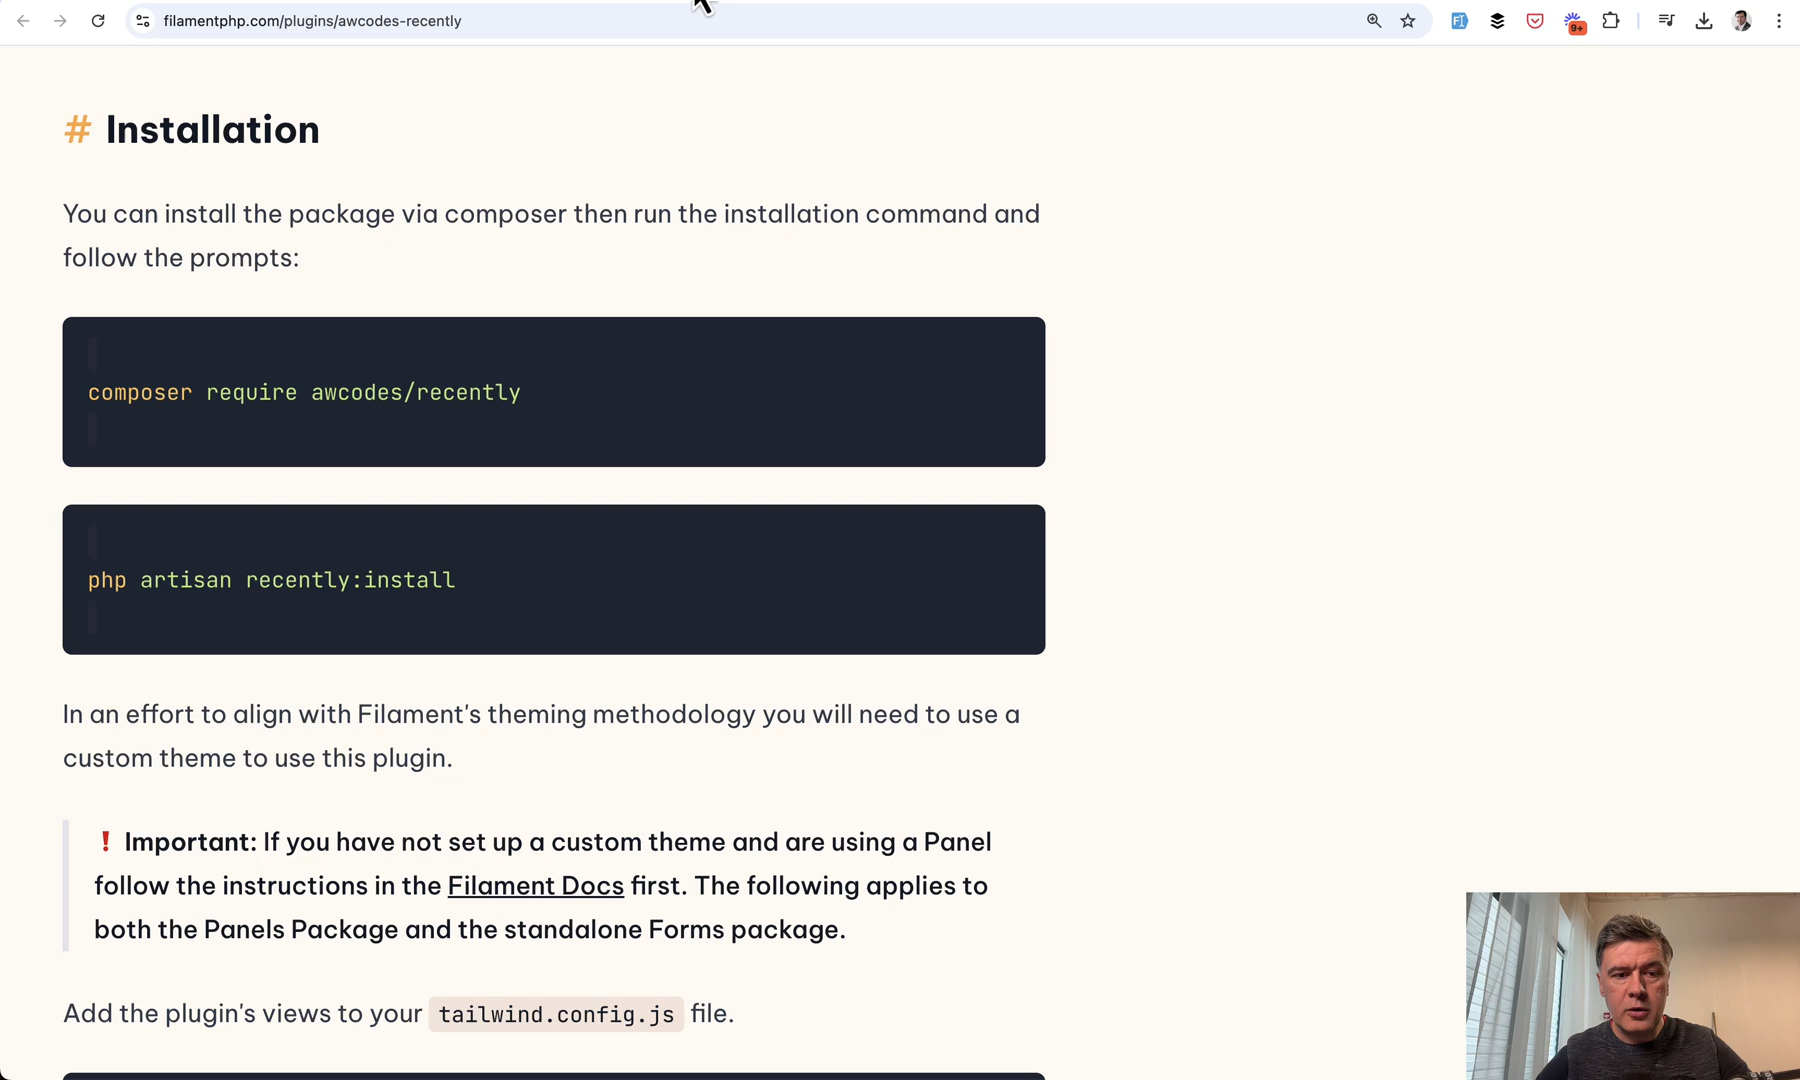 filamentphp.com/plugins/awcodes-recently
9+
# Installation
You can install the package via composer then run the installation command and
follow the prompts:
composer require awcodes/recently
php artisan recently:install
In an effort to align with Filament's theming methodology you will need to use a
custom theme to use this plugin.
❗ Important: If you have not set up a custom theme and are using a Panel
follow the instructions in the Filament Docs first. The following applies to
both the Panels Package and the standalone Forms package.
Add the plugin's views to your tailwind.config.js file.